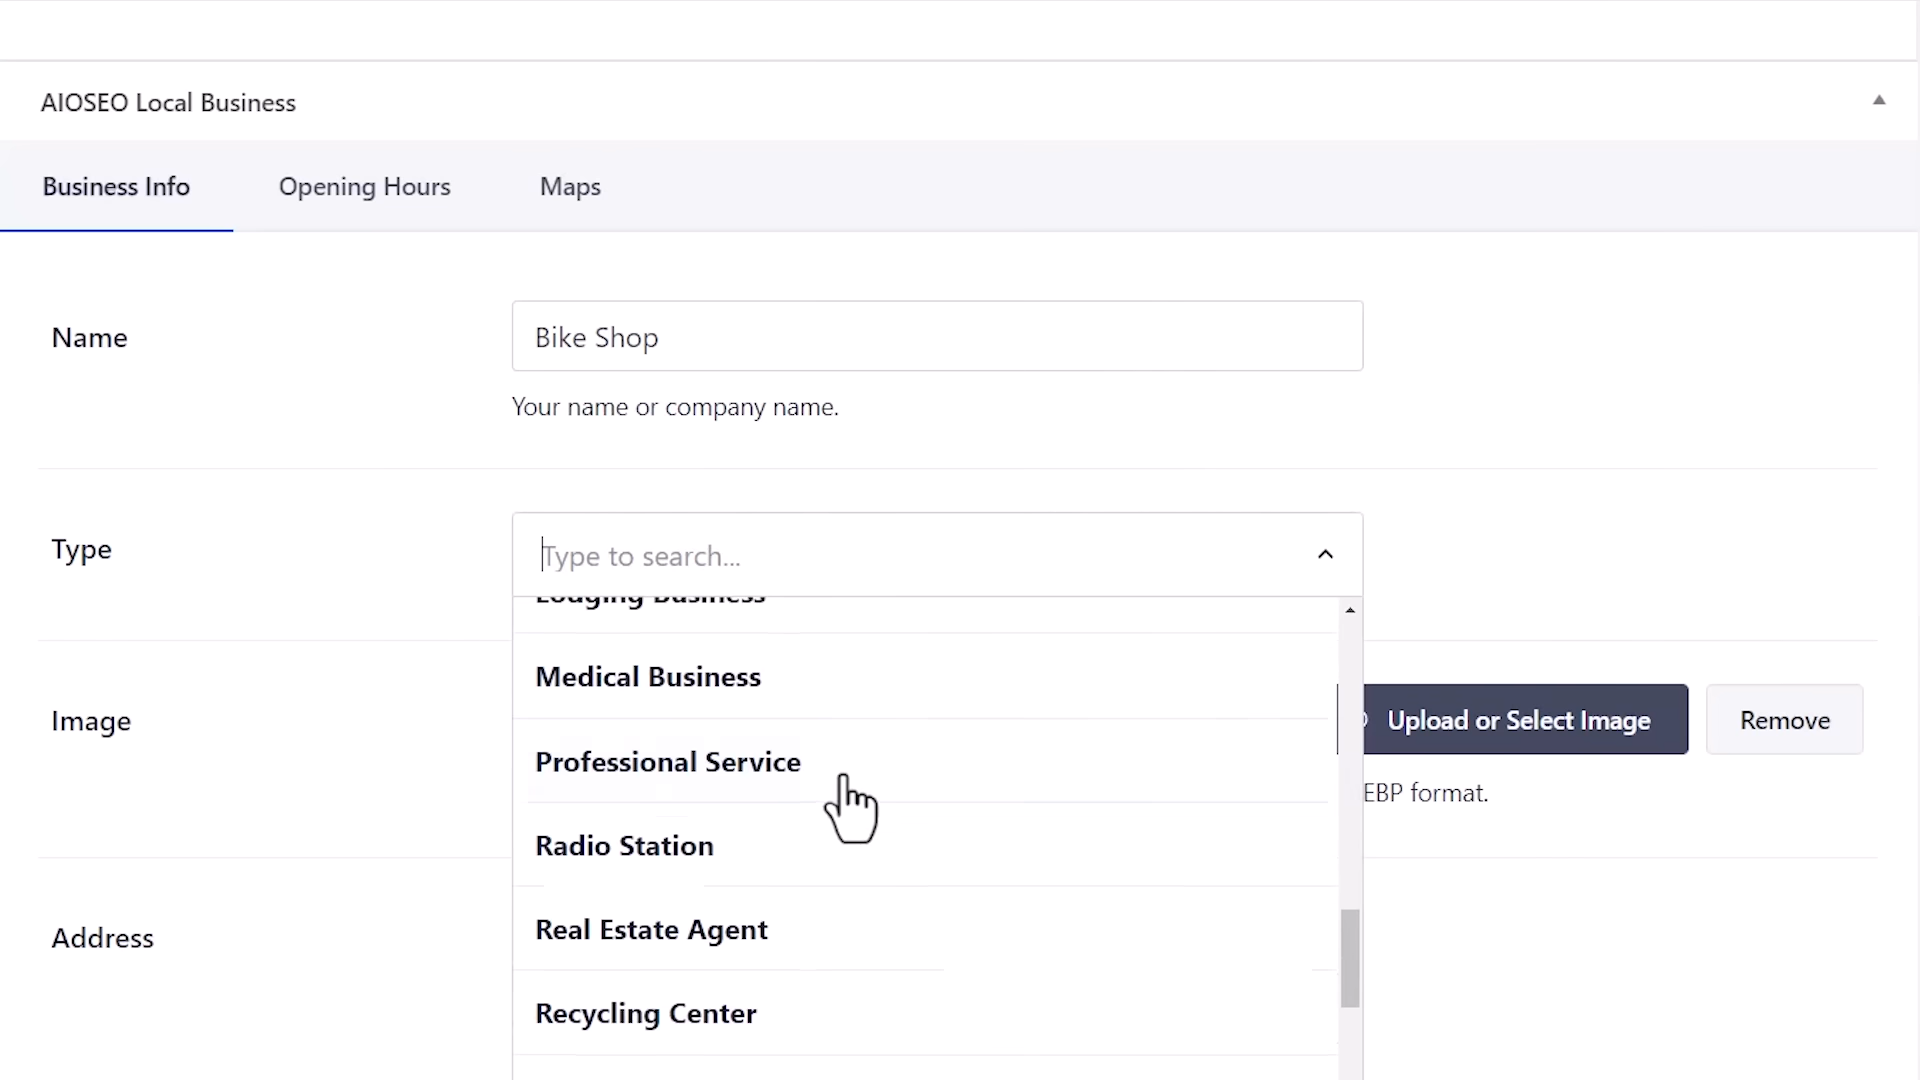 AIOSEO Local Business
Business Info
Opening Hours
Maps
Name
Bike Shop
Your name or company name.
Type
Type to search...
Lodging Business
Medical Business
Image
Upload or Select Image
Remove
Professional Service
EBP format.
Radio Station
Real Estate Agent
Address
Recycling Center